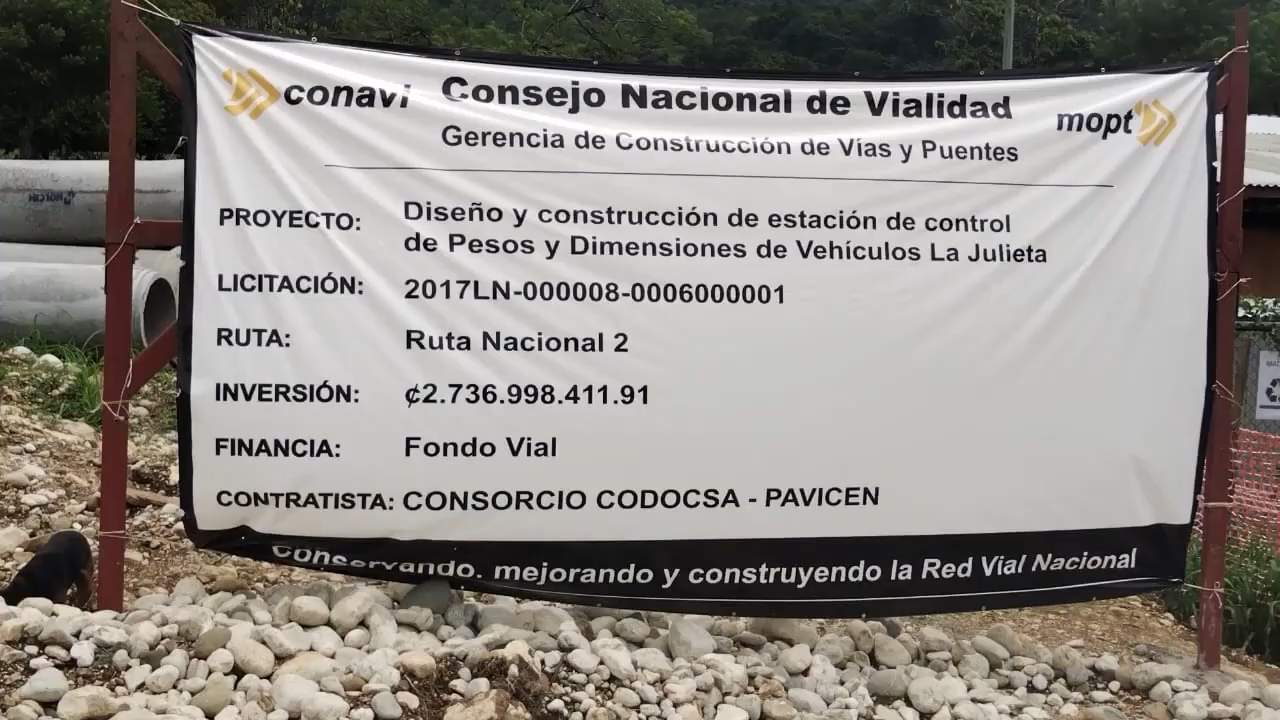 conavi
Consejo Nacional de Vialidad
mopt
Gerencia de Construcción de Vías y Puentes
PROYECTO: Diseño y construcción de estación de control
de Pesos y Dimensiones de Vehículos La Julieta
LICITACIÓN: 2017LN-000008-0006000001
RUTA: Ruta Nacional 2
INVERSIÓN: ¢2.736.998.411.91
FINANCIA: Fondo Vial
CONTRATISTA: CONSORCIO CODOCSA - PAVICEN
Conservando, mejorando y construyendo la Red Vial Nacional